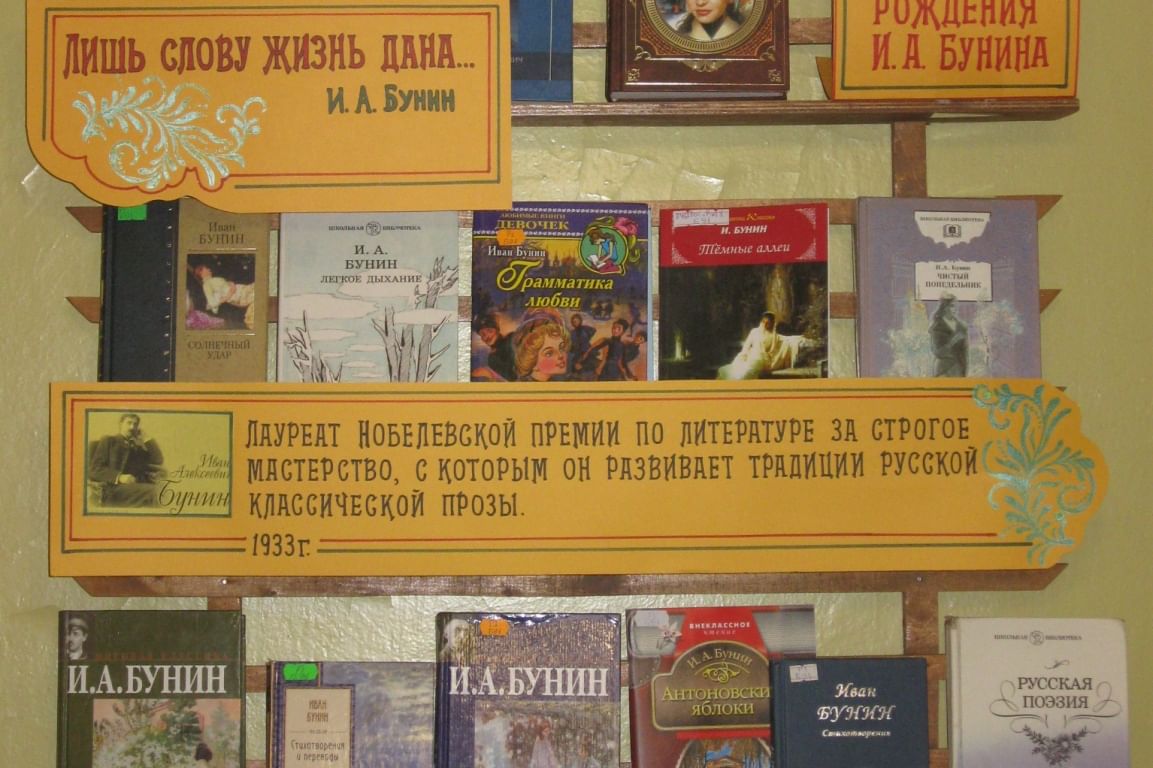 ЛИШЬ СЛОВУ ЖИЗНЬ ДАНА...
И. А. БУНИН
РОЖДЕНИЯ
И. А. БУНИНА
Иван
БУНИН
СОЛНЕЧНЫЙ
УДАР
ШКОЛЬНАЯ БИБЛИОТЕКА
И. А.
БУНИН
ЛЕГКОЕ ДЫХАНИЕ
ЛЮБИМЫЕ КНИГИ
ДЕВОЧЕК
Иван Бунин
Грамматика
любви
И. БУНИН
Тёмные аллеи
ШКОЛЬНАЯ БИБЛИОТЕКА
И.А. Бунин
ЧИСТЫЙ
ПОНЕДЕЛЬНИК
Иван
Алексеевич
Бунин
ЛАУРЕАТ НОБЕЛЕВСКОЙ ПРЕМИИ ПО ЛИТЕРАТУРЕ ЗА СТРОГОЕ
МАСТЕРСТВО, С КОТОРЫМ ОН РАЗВИВАЕТ ТРАДИЦИИ РУССКОЙ
КЛАССИЧЕСКОЙ ПРОЗЫ.
1933 г.
И.А.БУНИН
ИВАН
БУНИН
Стихотворения
и переводы
И.А.БУНИН
ВНЕКЛАССНОЕ
ЧТЕНИЕ
И. А. Бунин
АНТОНОВСКИ
ЯБЛОКИ
Иван
БУНИН
Стихотворения
ШКОЛЬНАЯ БИБЛИОТЕКА
РУССКАЯ
ПОЭЗИЯ